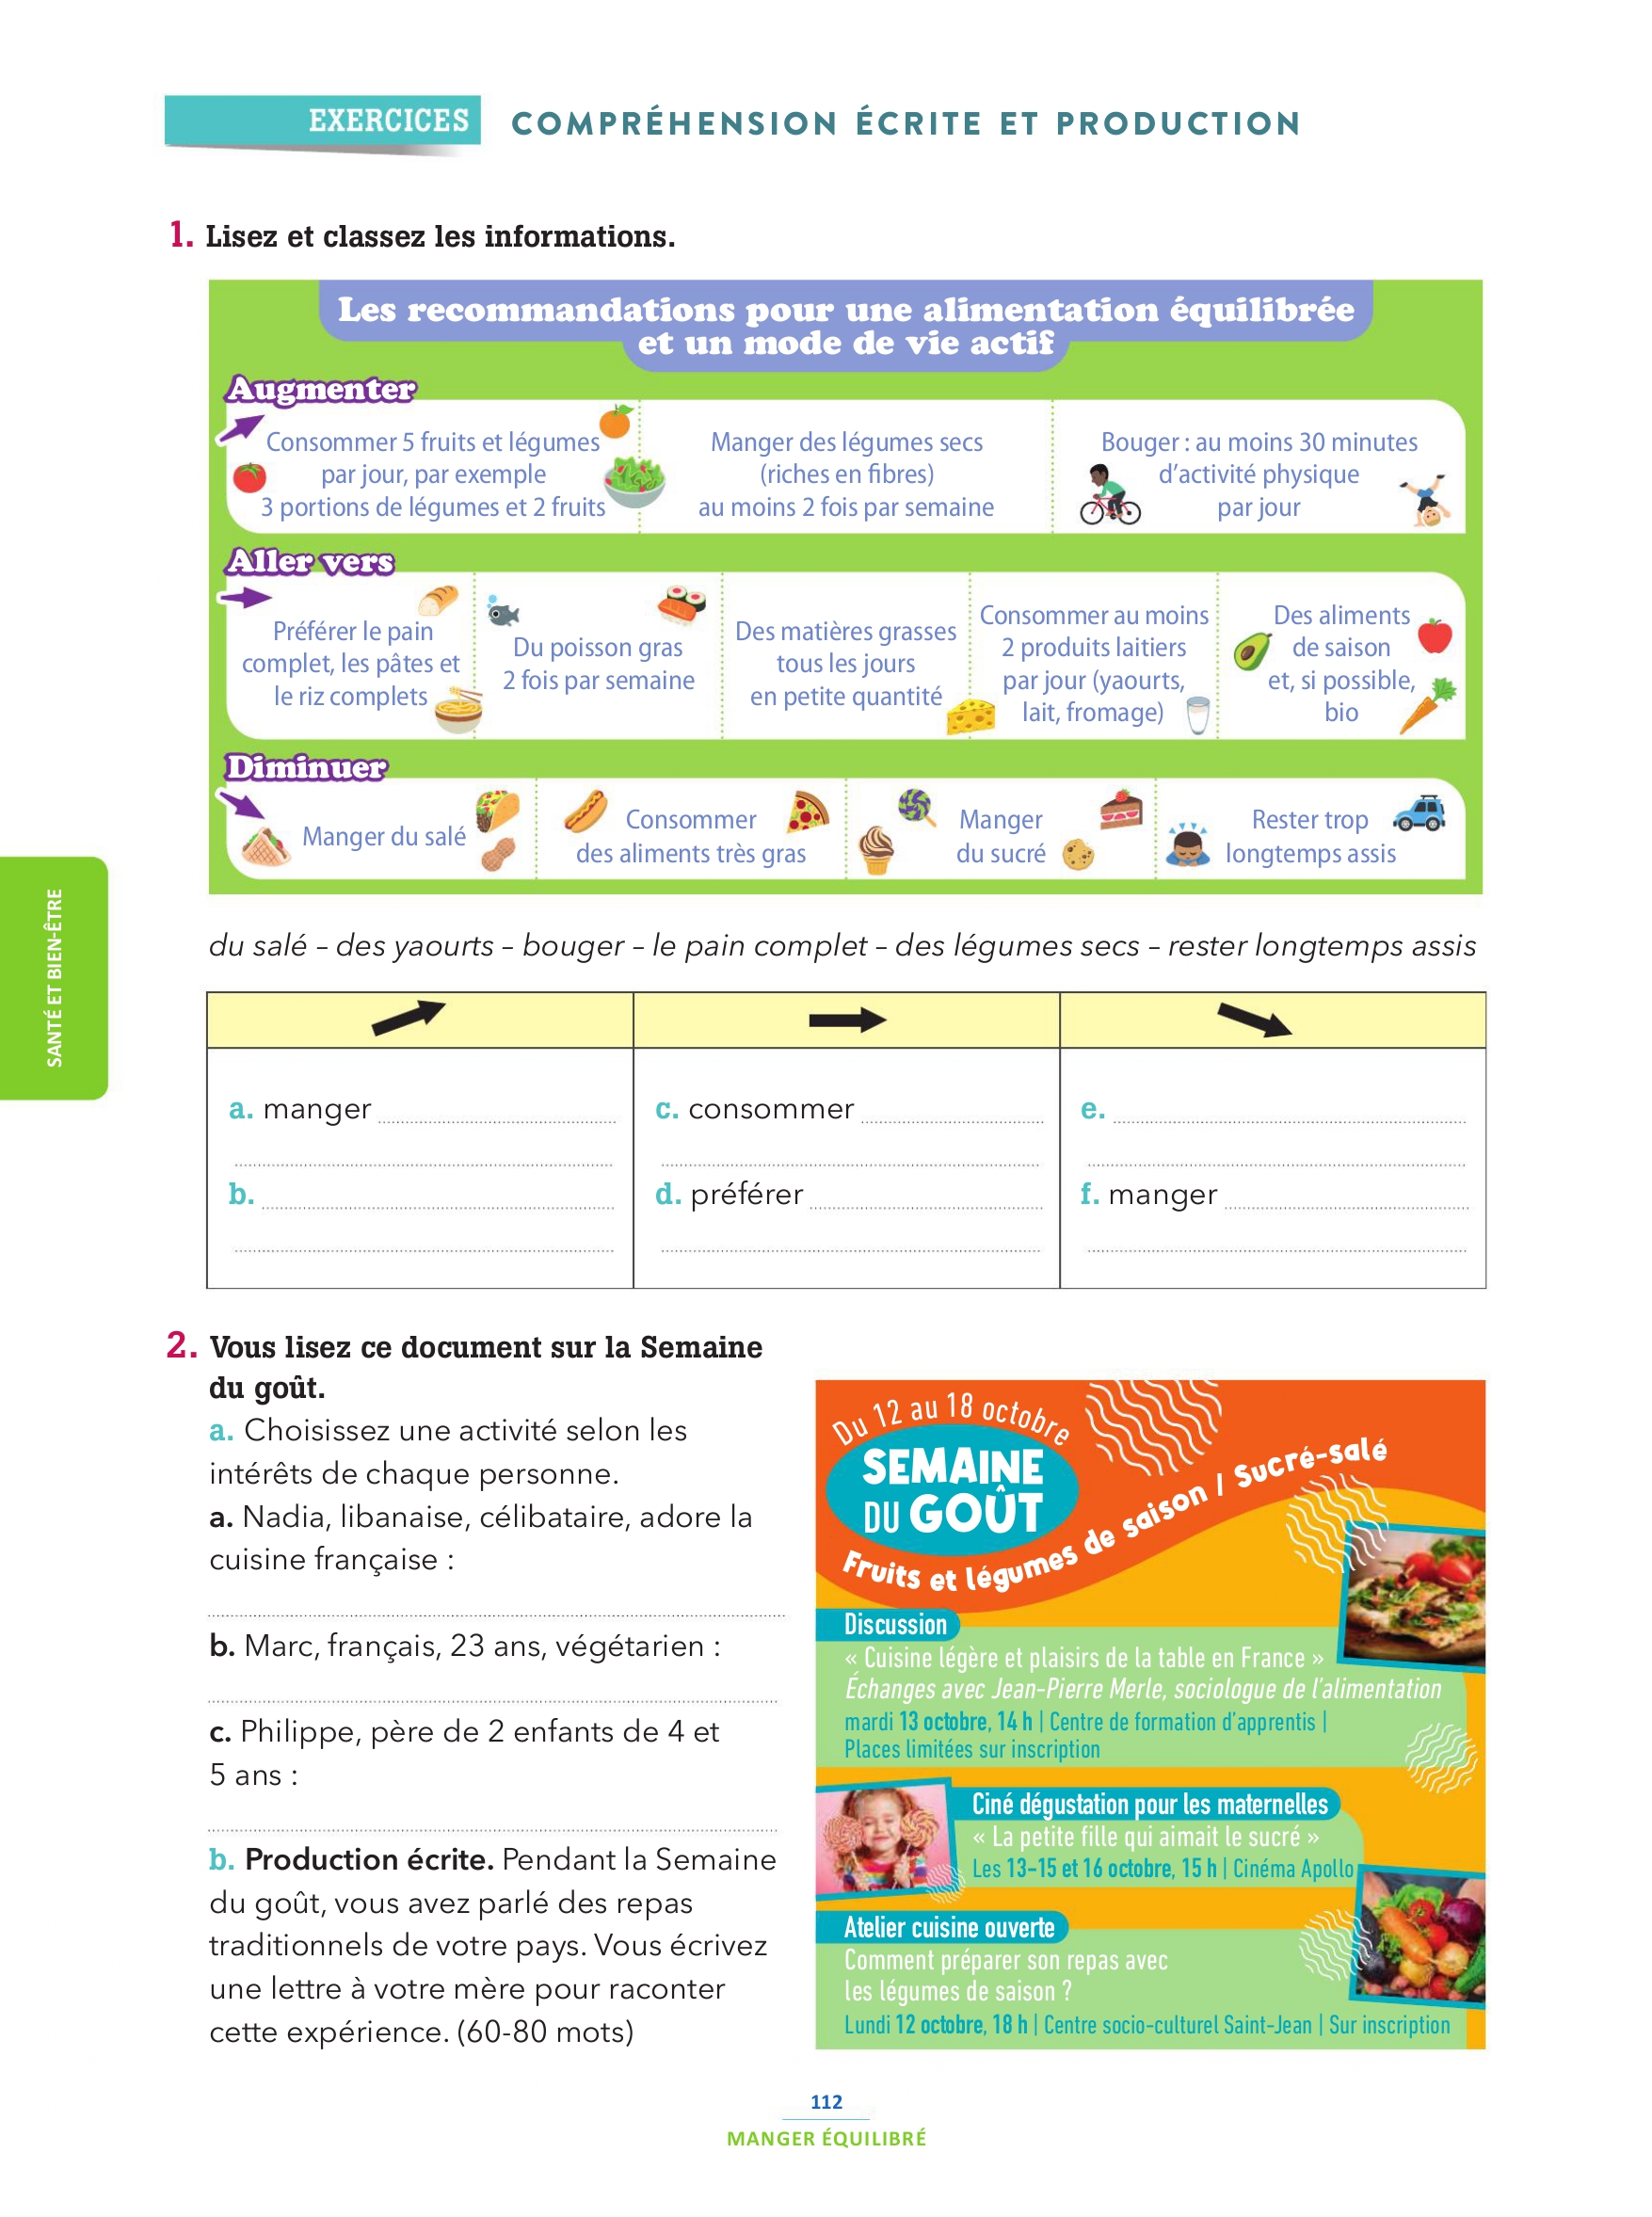 EXERCICES COMPRÉHENSION ÉCRITE ET PRODUCTION
1. Lisez et classez les informations.
Les recommandations pour une alimentation équilibrée
et un mode de vie actif
Augmenter
Consommer 5 fruits et légumes
par jour, par exemple
3 portions de légumes et 2 fruits
Manger des légumes secs
(riches en fibres)
au moins 2 fois par semaine
Bouger : au moins 30 minutes
d'activité physique
par jour
Aller vers
Préférer le pain
complet, les pâtes et
le riz complets
Du poisson gras
2 fois par semaine
Des matières grasses
tous les jours
en petite quantité
Consommer au moins
2 produits laitiers
par jour (yaourts,
lait, fromage)
Des aliments
de saison
et, si possible,
bio
Diminuer
Manger du salé
Consommer
des aliments très gras
Manger
du sucré
Rester trop
longtemps assis
SANTÉ ET BIEN-ÊTRE
du salé – des yaourts – bouger – le pain complet – des légumes secs – rester longtemps assis
a. manger
b.
c. consommer
d. préférer
e.
f. manger
2. Vous lisez ce document sur la Semaine
du goût.
a. Choisissez une activité selon les
intérêts de chaque personne.
a. Nadia, libanaise, célibataire, adore la
cuisine française :
b. Marc, français, 23 ans, végétarien :
c. Philippe, père de 2 enfants de 4 et
5 ans :
b. Production écrite. Pendant la Semaine
du goût, vous avez parlé des repas
traditionnels de votre pays. Vous écrivez
une lettre à votre mère pour raconter
cette expérience. (60-80 mots)
Du 12 au 18 octobre
SEMAINE
DU GOÛT
Fruits et légumes de saison / Sucré-salé
Discussion
« Cuisine légère et plaisirs de la table en France »
Échanges avec Jean-Pierre Merle, sociologue de l'alimentation
mardi 13 octobre, 14 h | Centre de formation d'apprentis |
Places limitées sur inscription
Ciné dégustation pour les maternelles
« La petite fille qui aimait le sucré »
Les 13-15 et 16 octobre, 15 h | Cinéma Apollo
Atelier cuisine ouverte
Comment préparer son repas avec
les légumes de saison ?
Lundi 12 octobre, 18 h | Centre socio-culturel Saint-Jean | Sur inscription
112
MANGER ÉQUILIBRÉ